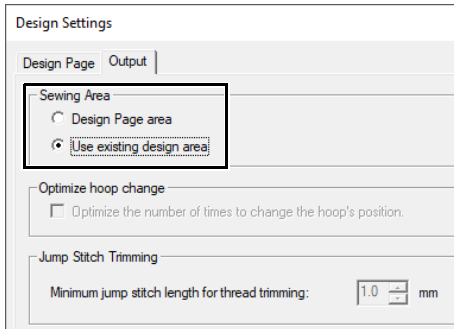 Design Settings
Design Page Output
Sewing Area
Design Page area
Use existing design area
Optimize hoop change
Optimize the number of times to change the hoop's position.
Jump Stitch Trimming
Minimum jump stitch length for thread trimming: 1.0 mm